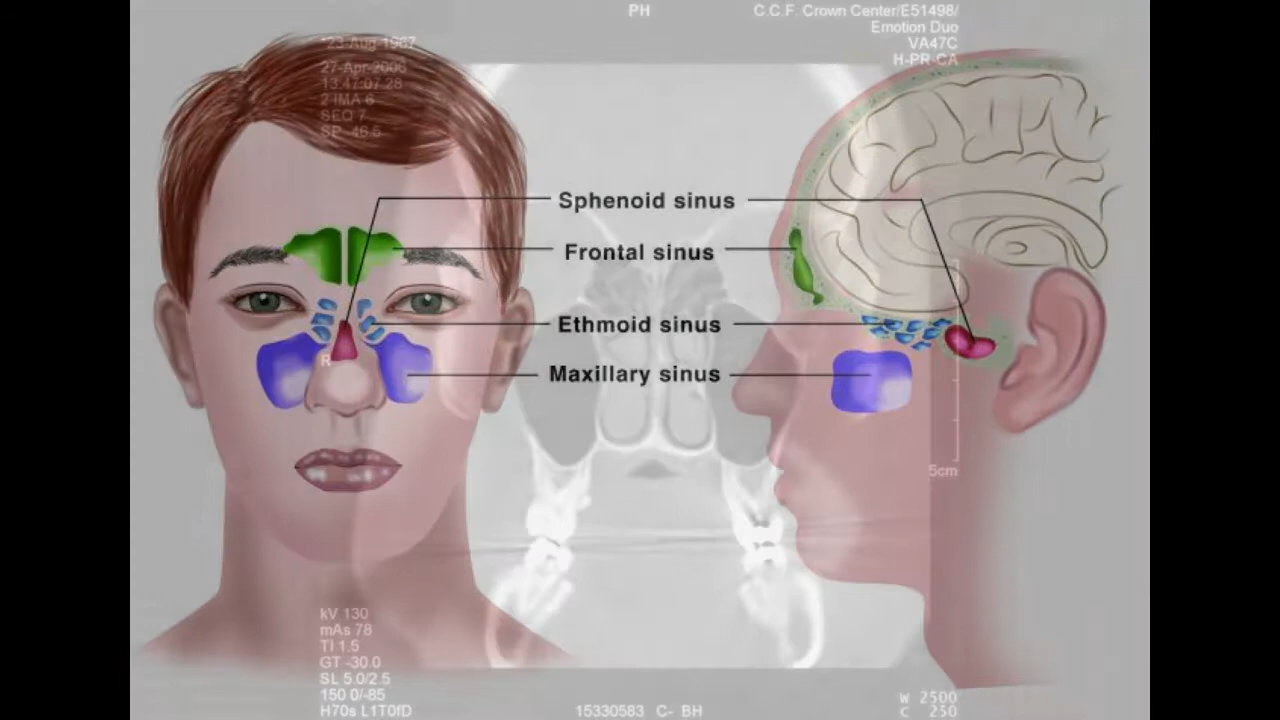 PH
C.C.F. Crown Center/E51498/
Emotion Duo
VA47C
H-PR-CA
*23-Aug-1967
27-Apr-2006
13:47:07.28
2 IMA 6
SEQ 7
SP -46.5
Sphenoid sinus
Frontal sinus
Ethmoid sinus
R
Maxillary sinus
5cm
kV 130
mAs 78
TI 1.5
GT -30.0
SL 5.0/2.5
150 0/-85
H70s L1T0fD
15330583 C- BH
W 2500
C 250